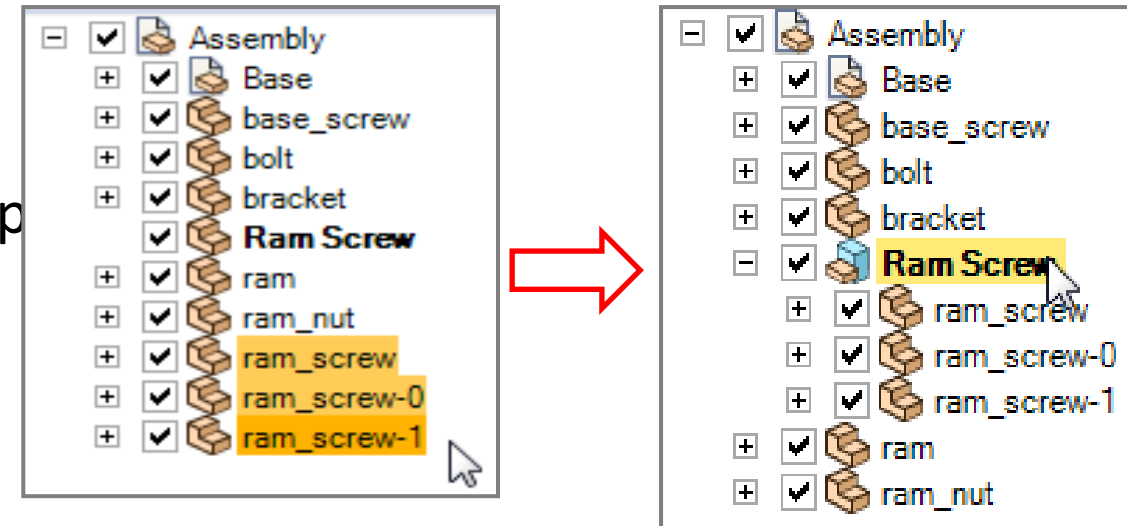 Assembly
Base
base_screw
bolt
bracket
Ram Screw
ram
ram_nut
ram_screw
ram_screw-0
ram_screw-1
p
Assembly
Base
base_screw
bolt
bracket
Ram Screw
ram_screw
ram_screw-0
ram_screw-1
ram
ram_nut